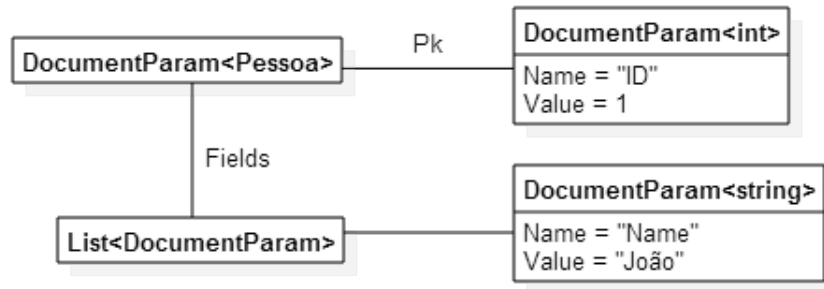 DocumentParam<Pessoa>
Pk
DocumentParam<int>
Name = "ID"
Value = 1
Fields
List<DocumentParam>
DocumentParam<string>
Name = "Name"
Value = "João"